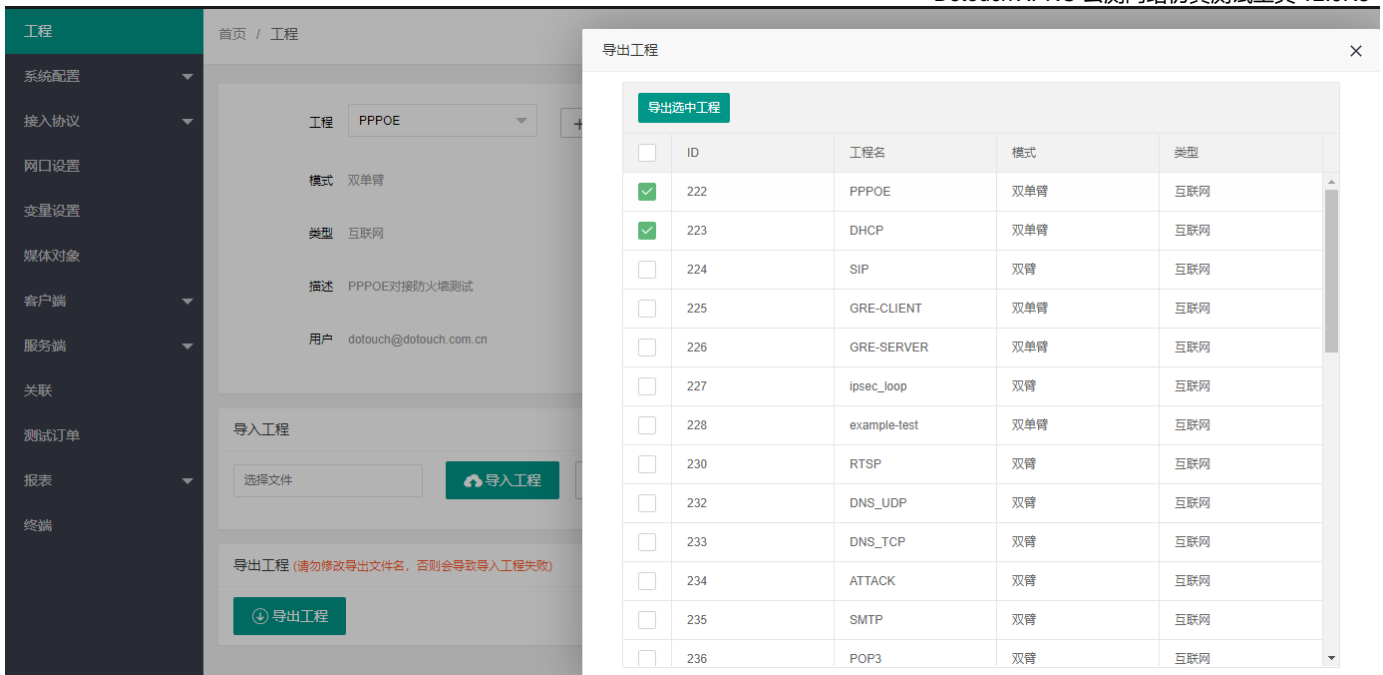 工程
系统配置
接入协议
网口设置
变量设置
媒体对象
客户端
服务端
关联
测试订单
报表
终端
首页 / 工程
工程 PPPOE
模式 双单臂
类型 互联网
描述 PPPOE对接防火墙测试
用户 dotouch@dotouch.com.cn
导入工程
选择文件 导入工程
导出工程 (请勿修改导出文件名，否则会导致导入工程失败)
导出工程
导出工程
导出选中工程
ID 工程名 模式 类型
222 PPPOE 双单臂 互联网
223 DHCP 双单臂 互联网
224 SIP 双臂 互联网
225 GRE-CLIENT 双单臂 互联网
226 GRE-SERVER 双单臂 互联网
227 ipsec_loop 双臂 互联网
228 example-test 双单臂 互联网
230 RTSP 双臂 互联网
232 DNS_UDP 双臂 互联网
233 DNS_TCP 双臂 互联网
234 ATTACK 双臂 互联网
235 SMTP 双臂 互联网
236 POP3 双臂 互联网